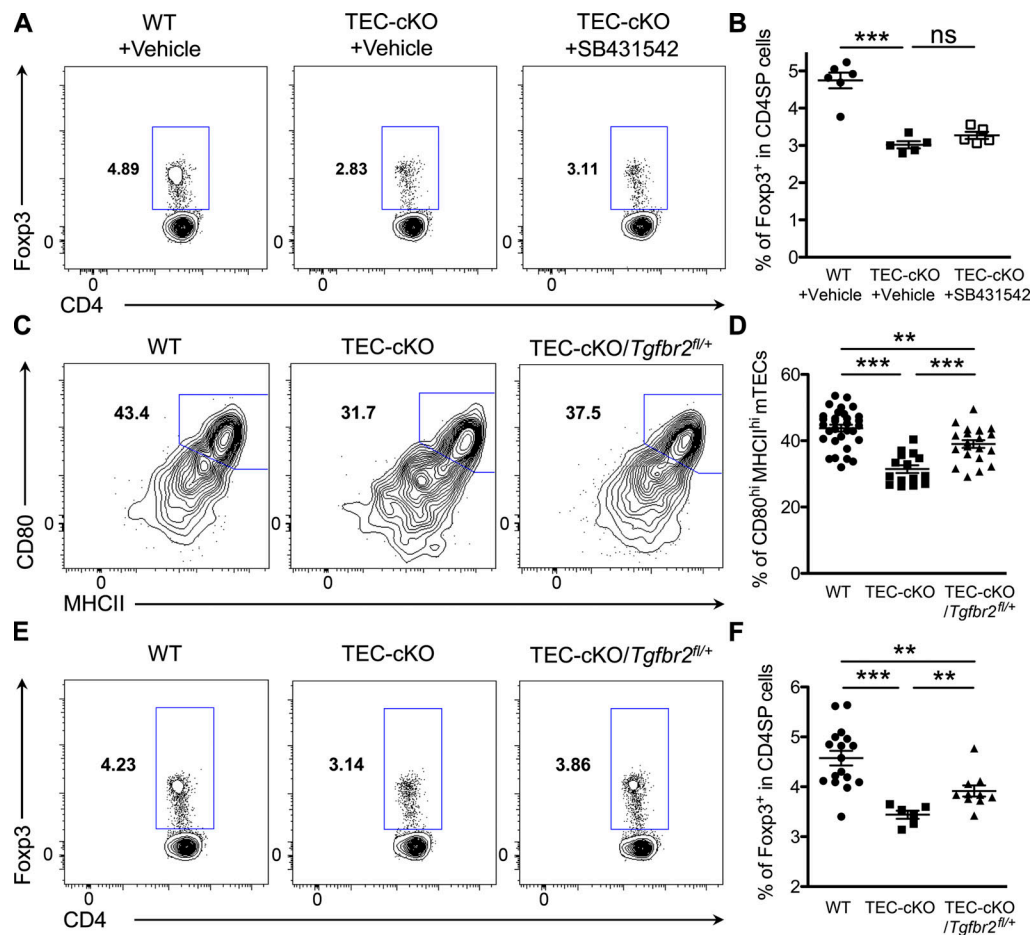 A
WT
+Vehicle
TEC-cKO
+Vehicle
TEC-cKO
+SB431542
Foxp3
4.89
2.83
3.11
0
0
0
0
0
0
CD4
B
***
ns
% of Foxp3+ in CD4SP cells
5
4
3
2
1
0
WT
+Vehicle
TEC-cKO
+Vehicle
TEC-cKO
+SB431542
C
WT
TEC-cKO
TEC-cKO/Tgfbr2fl/+
CD80
43.4
31.7
37.5
0
0
0
0
0
0
MHCII
D
**
***
***
% of CD80hi MHCIIhi mTECs
60
40
20
0
WT
TEC-cKO
TEC-cKO
/Tgfbr2fl/+
E
WT
TEC-cKO
TEC-cKO/Tgfbr2fl/+
Foxp3
4.23
3.14
3.86
0
0
0
0
0
0
CD4
F
**
***
**
% of Foxp3+ in CD4SP cells
6
5
4
3
2
WT
TEC-cKO
TEC-cKO
/Tgfbr2fl/+